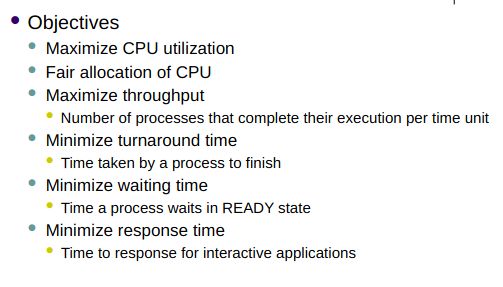 Objectives
Maximize CPU utilization
Fair allocation of CPU
Maximize throughput
Number of processes that complete their execution per time unit
Minimize turnaround time
Time taken by a process to finish
Minimize waiting time
Time a process waits in READY state
Minimize response time
Time to response for interactive applications